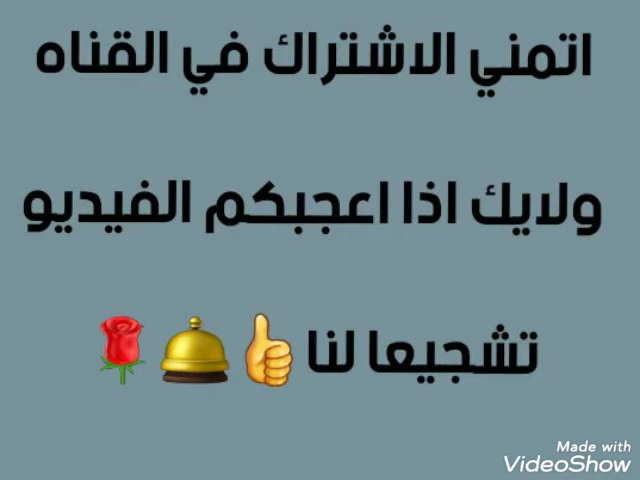 اتمني الاشتراك في القناه
ولايك اذا اعجبكم الفيديو
تشجيعا لنا 👍🛎️🌹
Made with
VideoShow